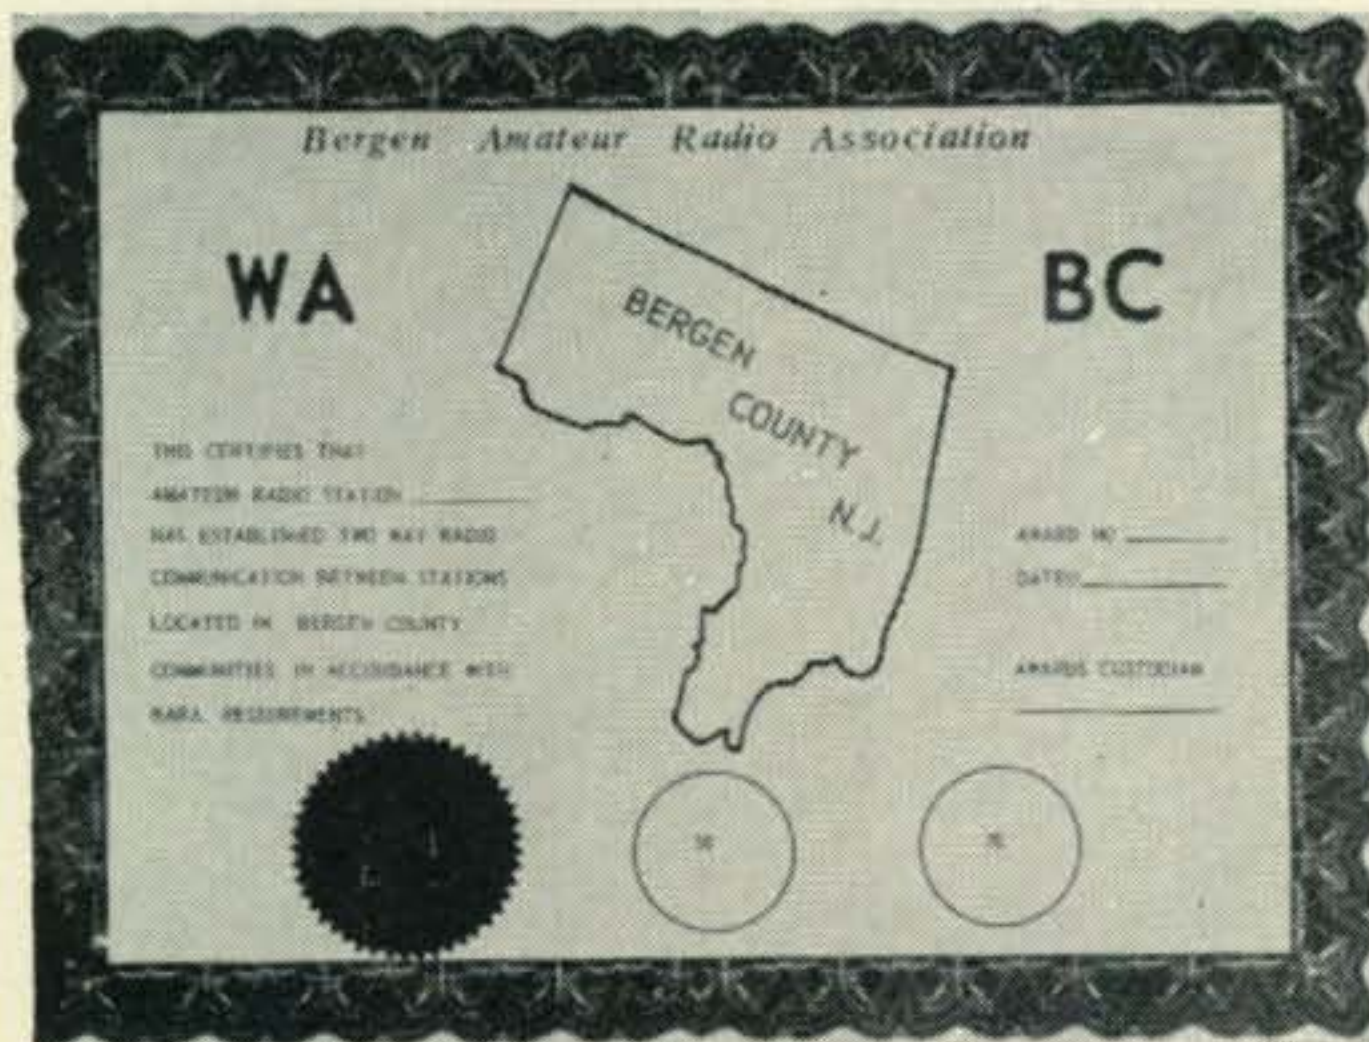 Bergen Amateur Radio Association
WA
BC
BERGEN
COUNTY
N.J.
THIS CERTIFIES THAT
AMATEUR RADIO STATION
HAS ESTABLISHED TWO WAY RADIO
COMMUNICATION BETWEEN STATIONS
LOCATED IN BERGEN COUNTY
COMMUNITIES IN ACCORDANCE WITH
BARA REQUIREMENTS
AWARD NO
DATED
AWARDS CUSTODIAN